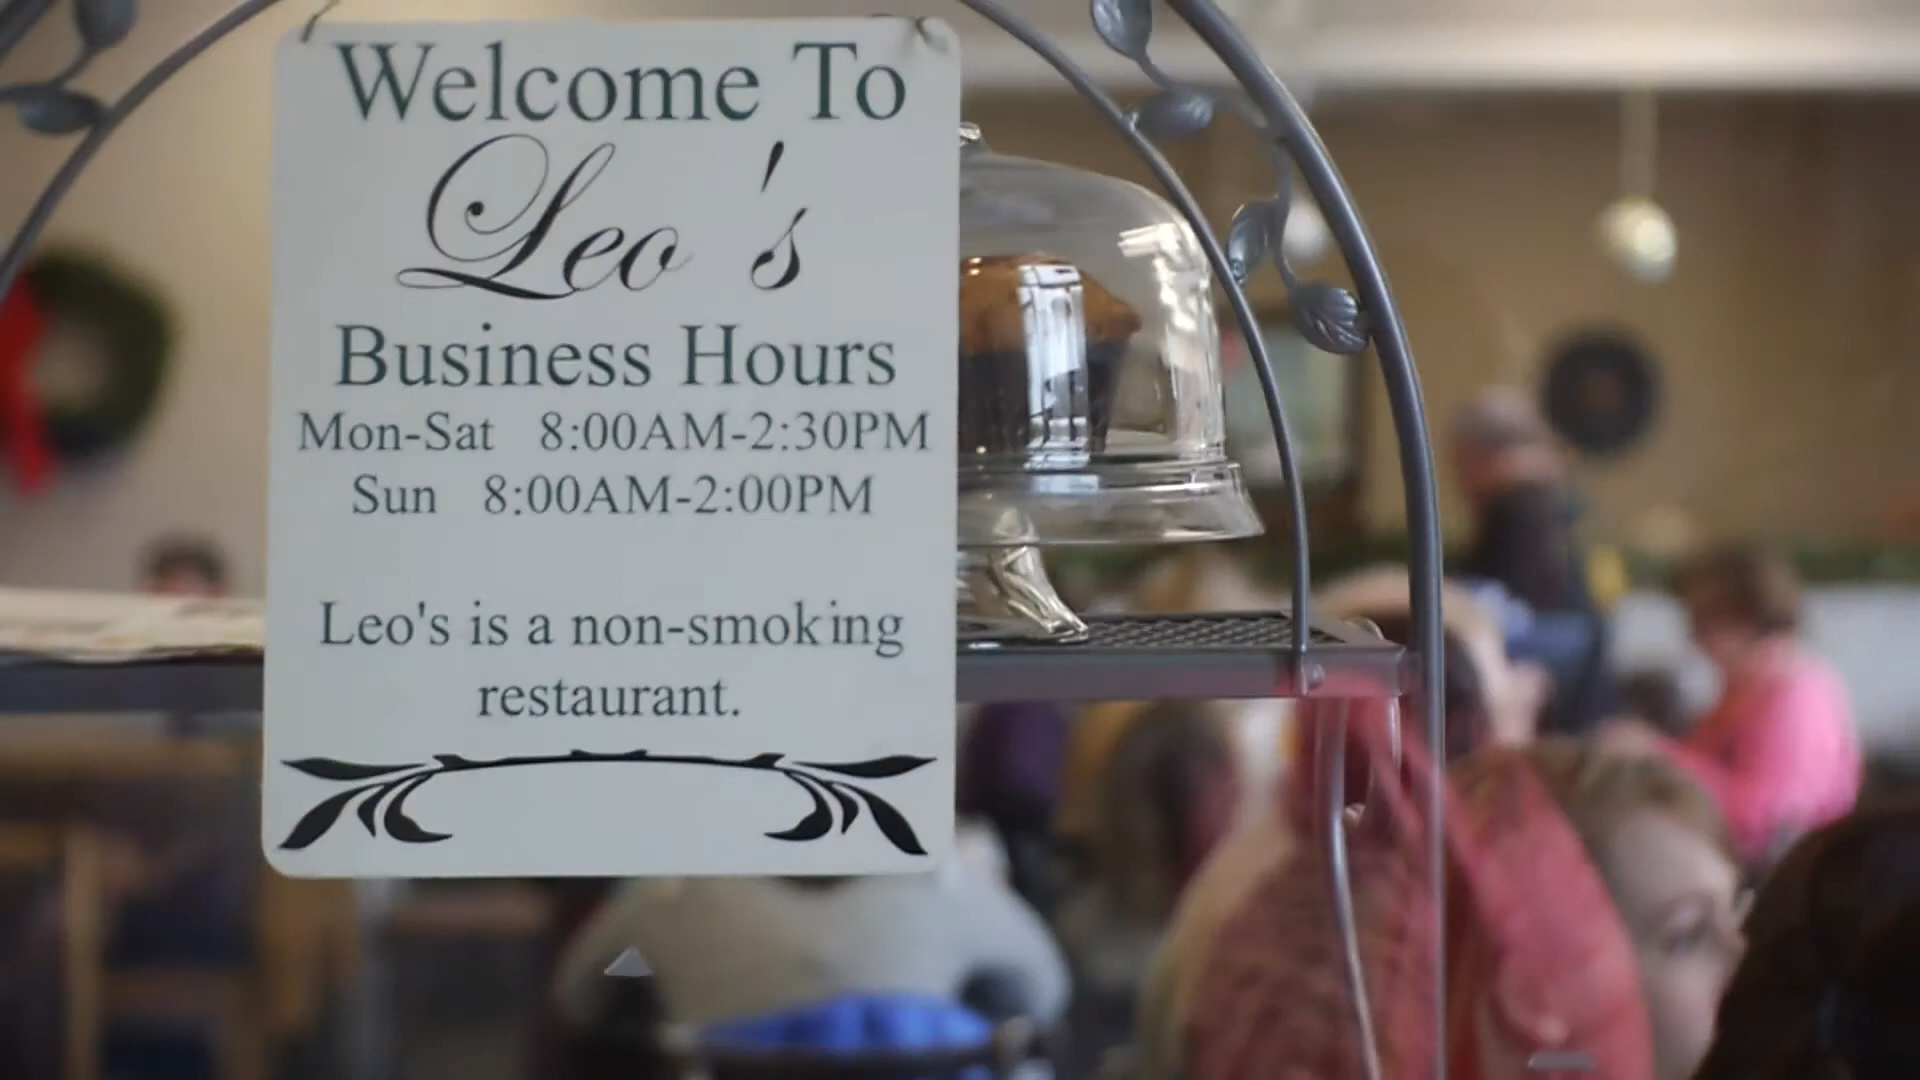 Welcome To
Leo's
Business Hours
Mon-Sat 8:00AM-2:30PM
Sun 8:00AM-2:00PM
Leo's is a non-smoking
restaurant.